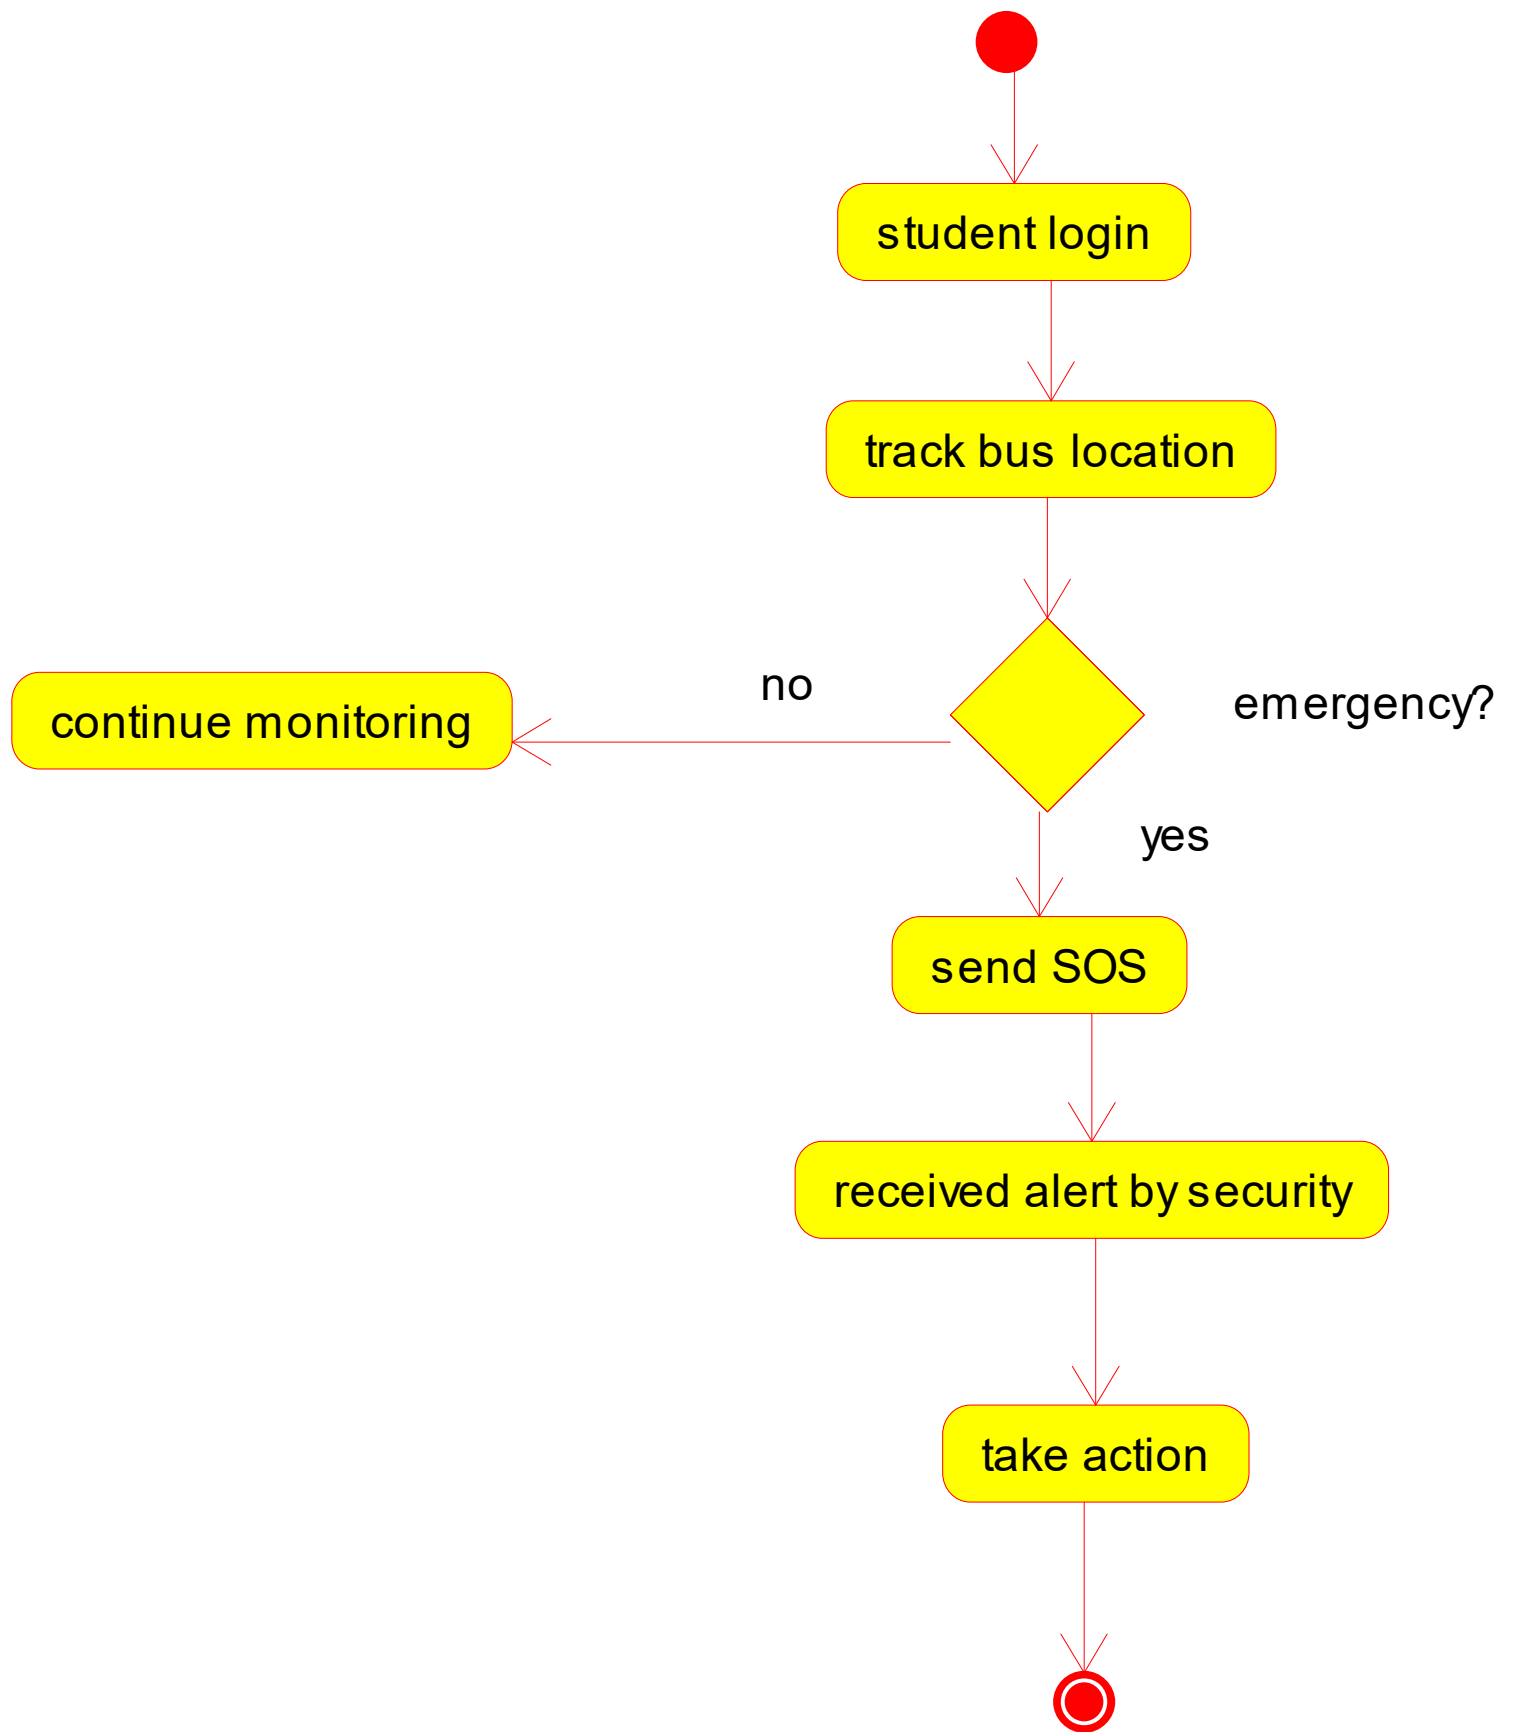 student login
track bus location
no
emergency?
continue monitoring
yes
send SOS
received alert by security
take action